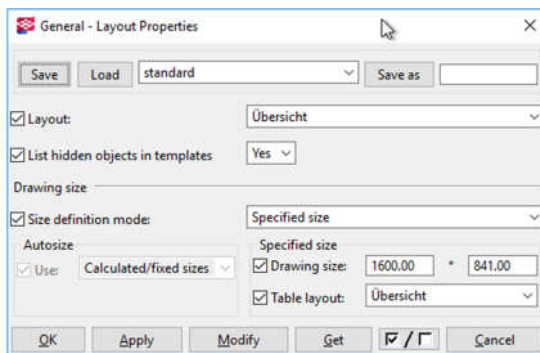 General - Layout Properties
Save Load standard Save as
Layout: Übersicht
List hidden objects in templates Yes
Drawing size
Size definition mode: Specified size
Autosize Specified size
Use: Calculated/fixed sizes Drawing size: 1600.00 * 841.00
Table layout: Übersicht
OK Apply Modify Get / Cancel